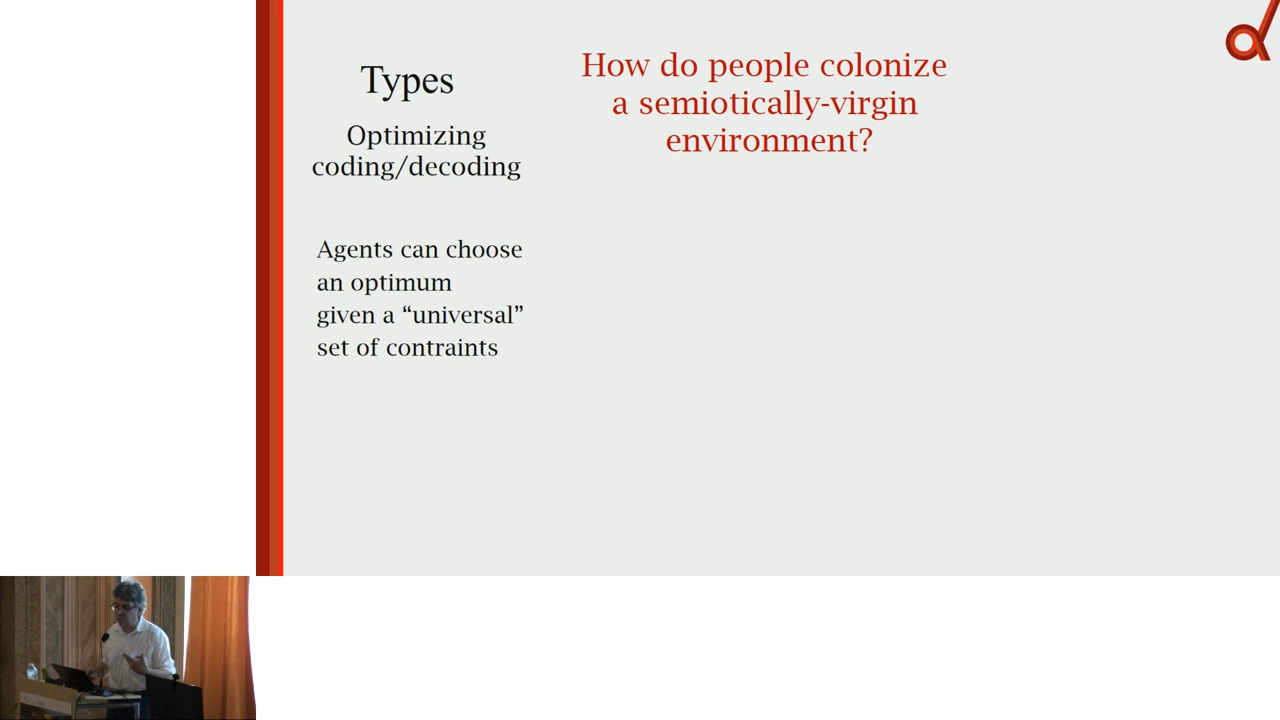 Types
Optimizing
coding/decoding
Agents can choose
an optimum
given a “universal”
set of contraints
How do people colonize
a semiotically-virgin
environment?